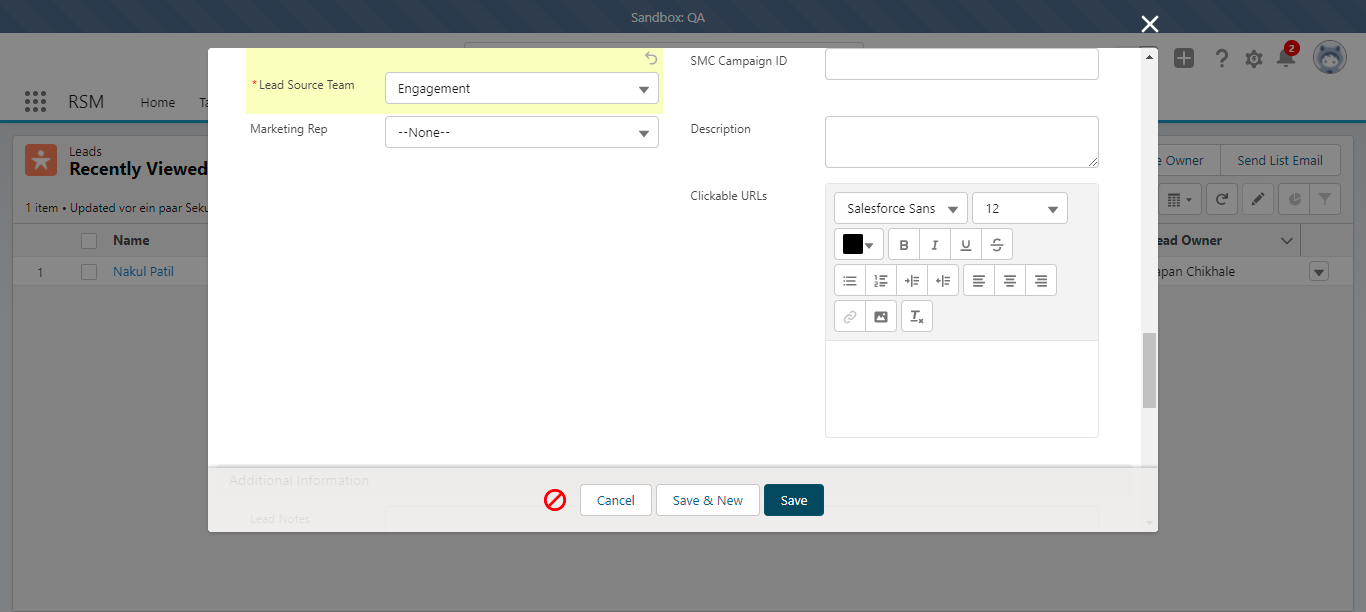 Sandbox: QA
2
RSM
Home
Leads
Recently Viewed
1 item • Updated vor ein paar Seku
Owner
Send List Email
Name
ead Owner
1
Nakul Patil
apan Chikhale
*Lead Source Team
Engagement
Marketing Rep
--None--
SMC Campaign ID
Description
Clickable URLs
Salesforce Sans
12
B
I
U
S
Additional Information
Lead Notes
Cancel
Save & New
Save